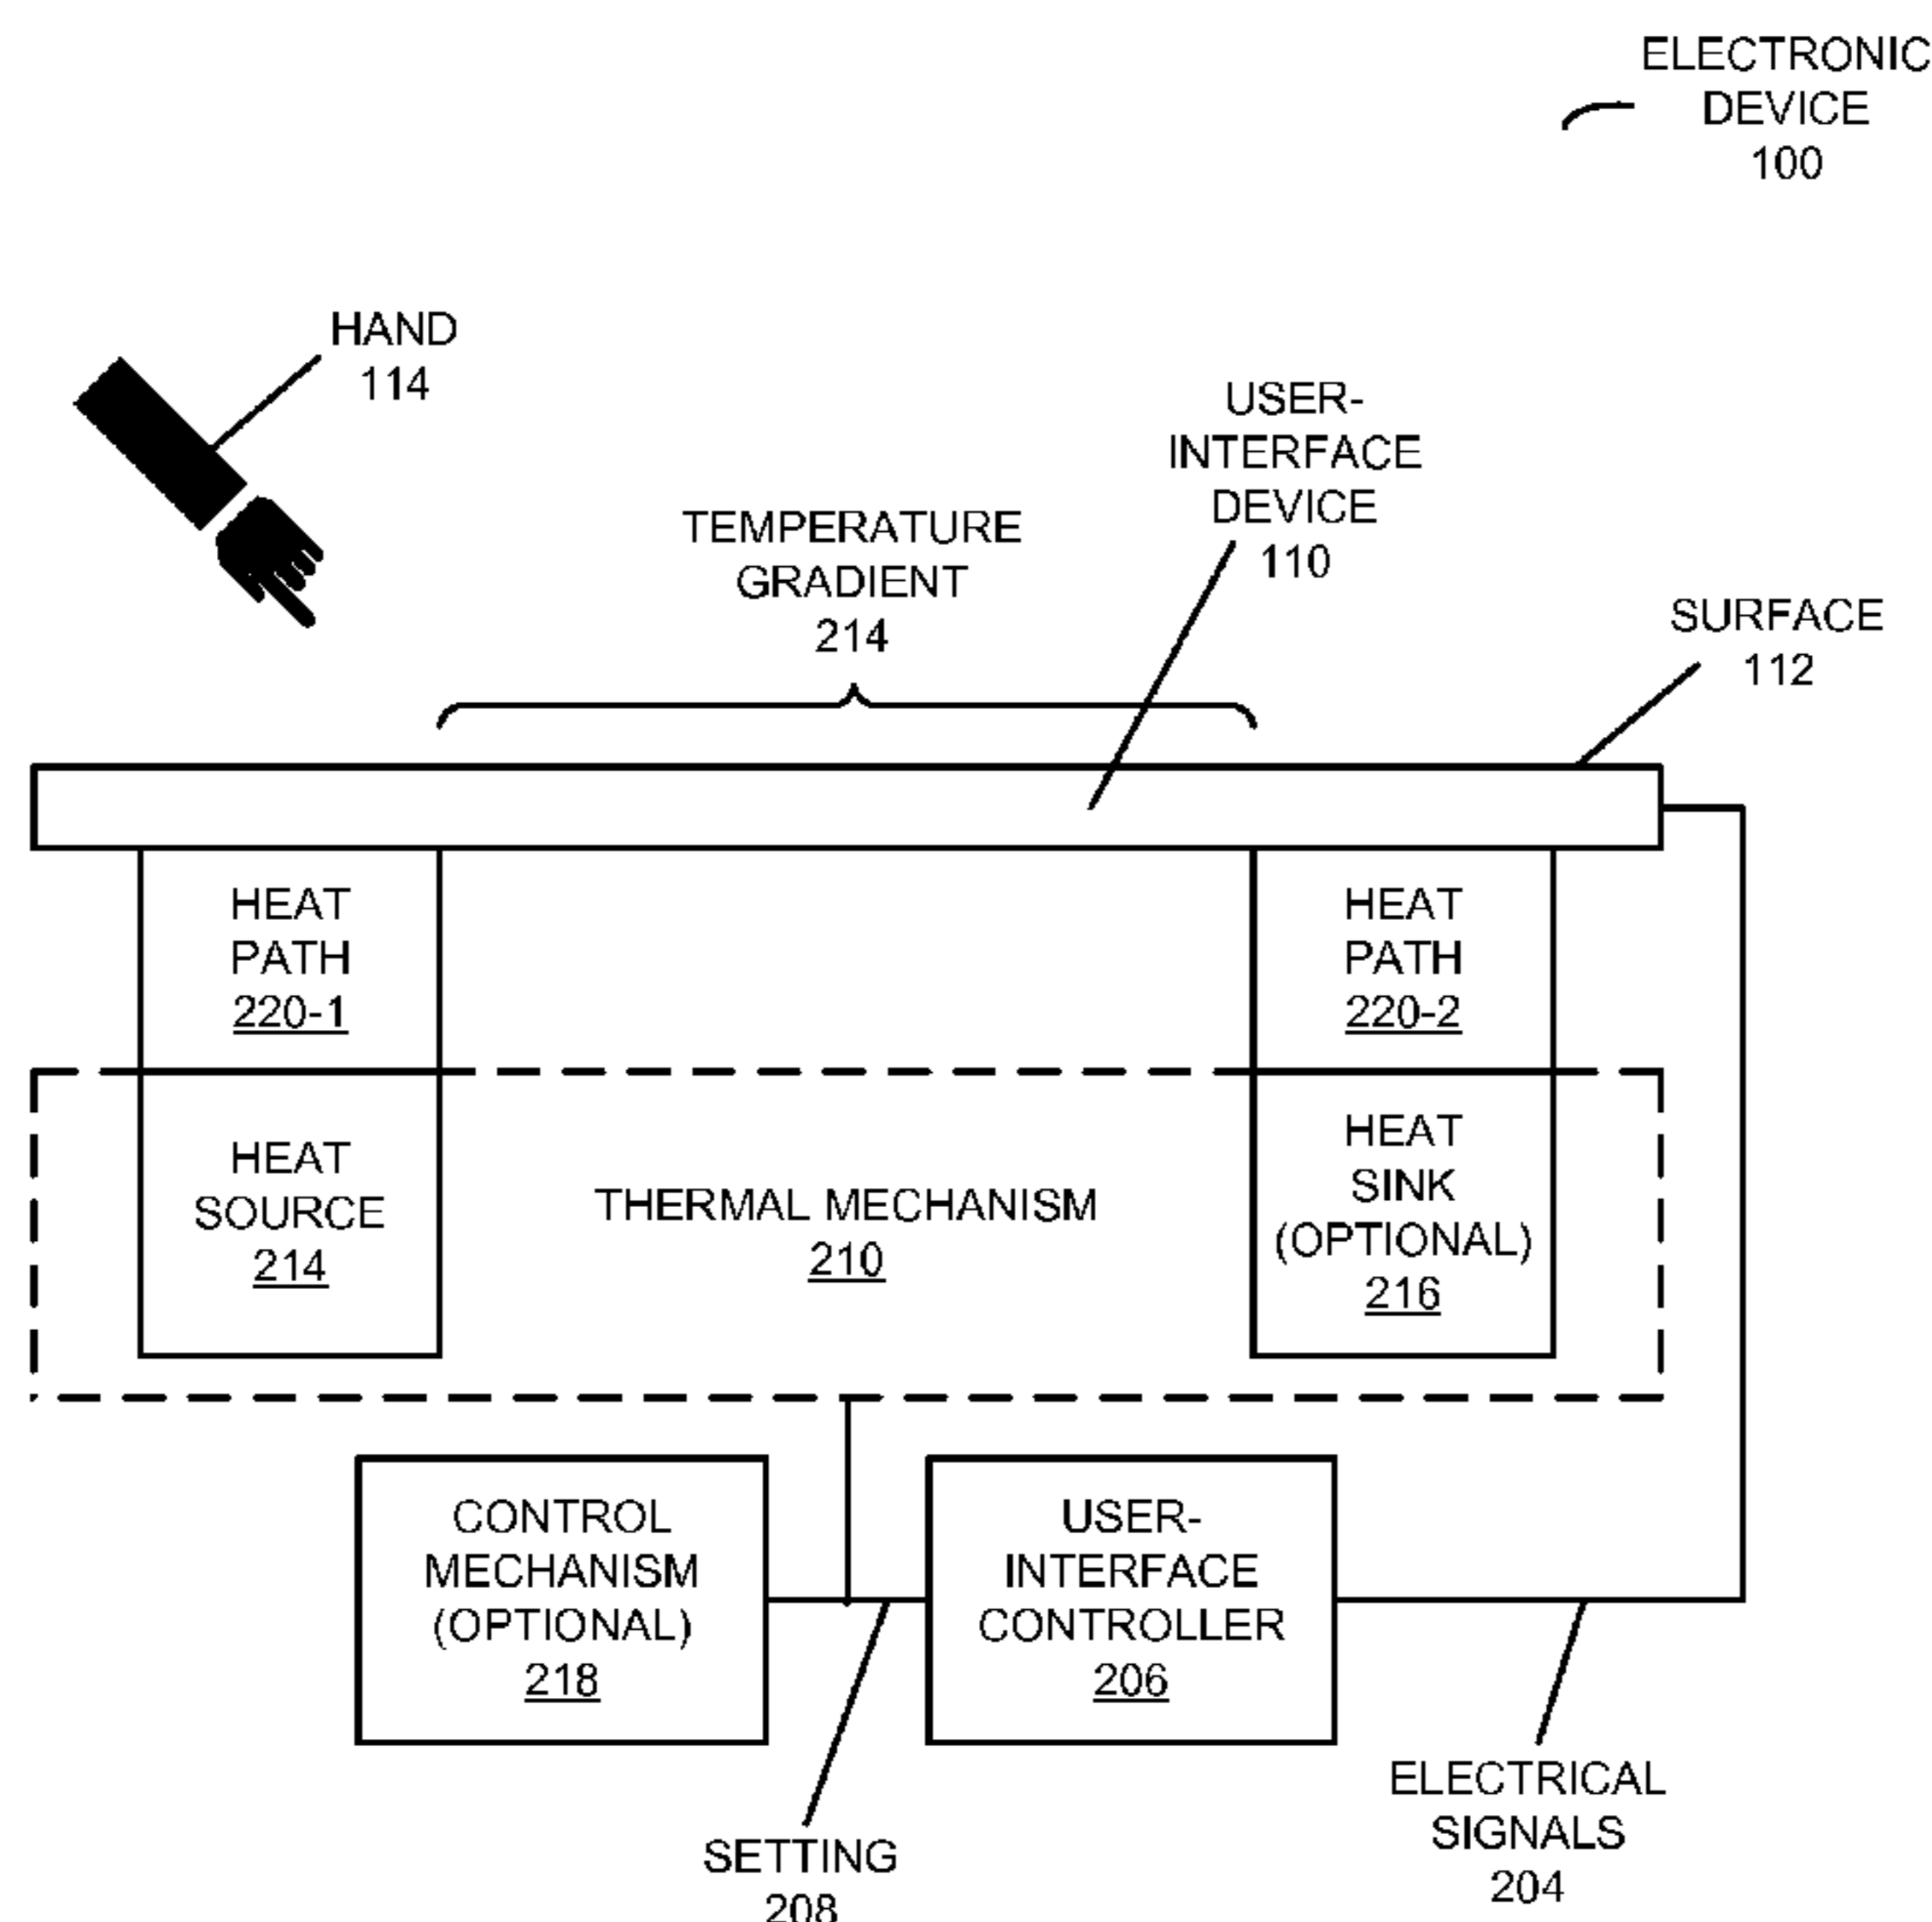 ELECTRONIC
DEVICE
100
HAND
114
USER-
INTERFACE
DEVICE
110
TEMPERATURE
GRADIENT
214
SURFACE
112
HEAT
PATH
220-1
HEAT
PATH
220-2
HEAT
SOURCE
214
THERMAL MECHANISM
210
HEAT
SINK
(OPTIONAL)
216
CONTROL
MECHANISM
(OPTIONAL)
218
USER-
INTERFACE
CONTROLLER
206
SETTING
208
ELECTRICAL
SIGNALS
204